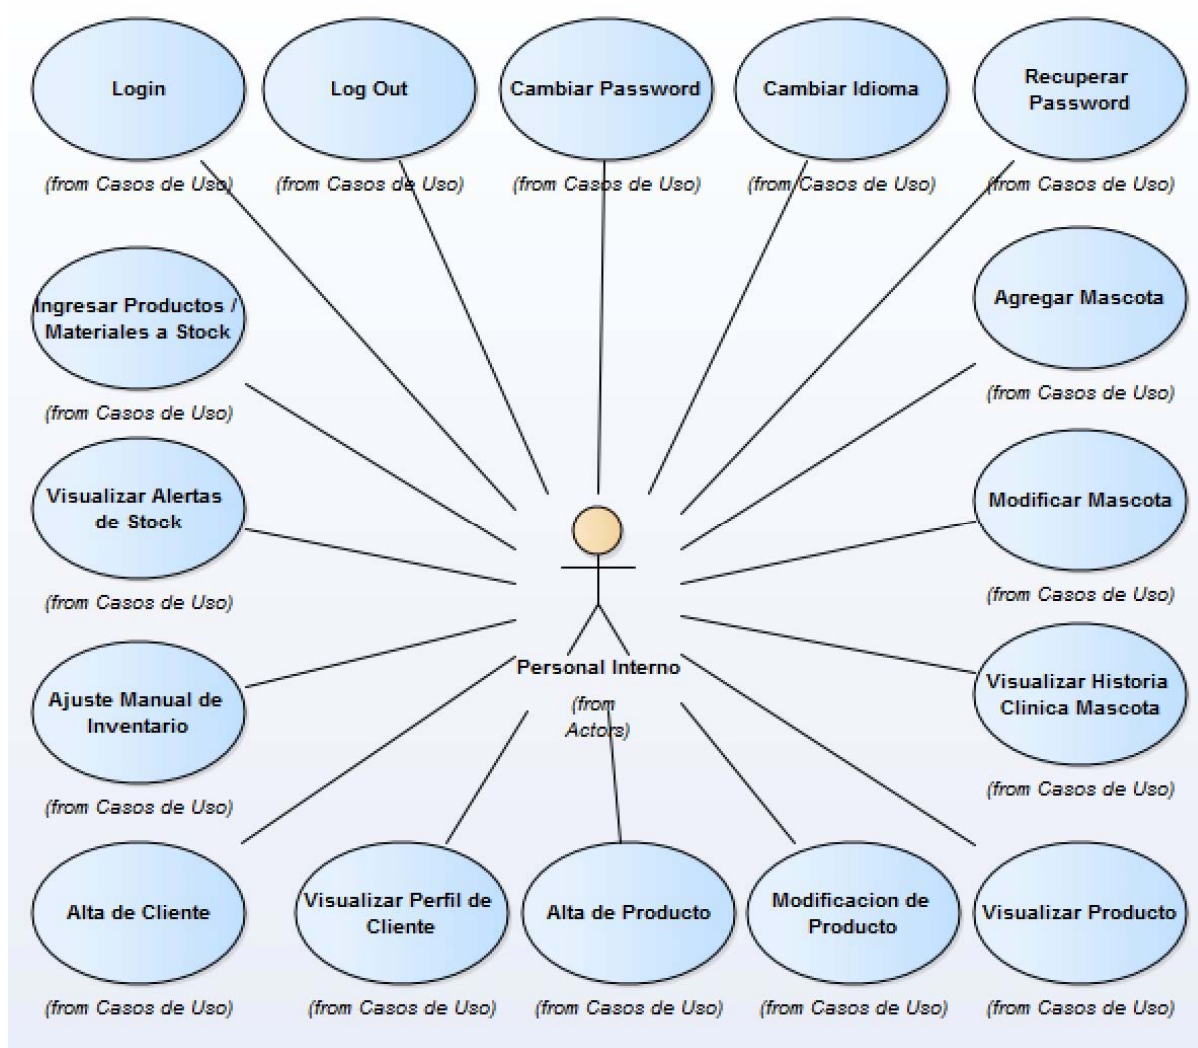 Login
(from Casos de Uso)
Log Out
(from Casos de Uso)
Cambiar Password
(from Casos de Uso)
Cambiar Idioma
(from Casos de Uso)
Recuperar
Password
(from Casos de Uso)
Ingresar Productos /
Materiales a Stock
(from Casos de Uso)
Agregar Mascota
(from Casos de Uso)
Visualizar Alertas
de Stock
(from Casos de Uso)
Modificar Mascota
(from Casos de Uso)
Personal Interno
(from
Actors)
Ajuste Manual de
Inventario
(from Casos de Uso)
Visualizar Historia
Clinica Mascota
(from Casos de Uso)
Alta de Cliente
(from Casos de Uso)
Visualizar Perfil de
Cliente
(from Casos de Uso)
Alta de Producto
(from Casos de Uso)
Modificacion de
Producto
(from Casos de Uso)
Visualizar Producto
(from Casos de Uso)